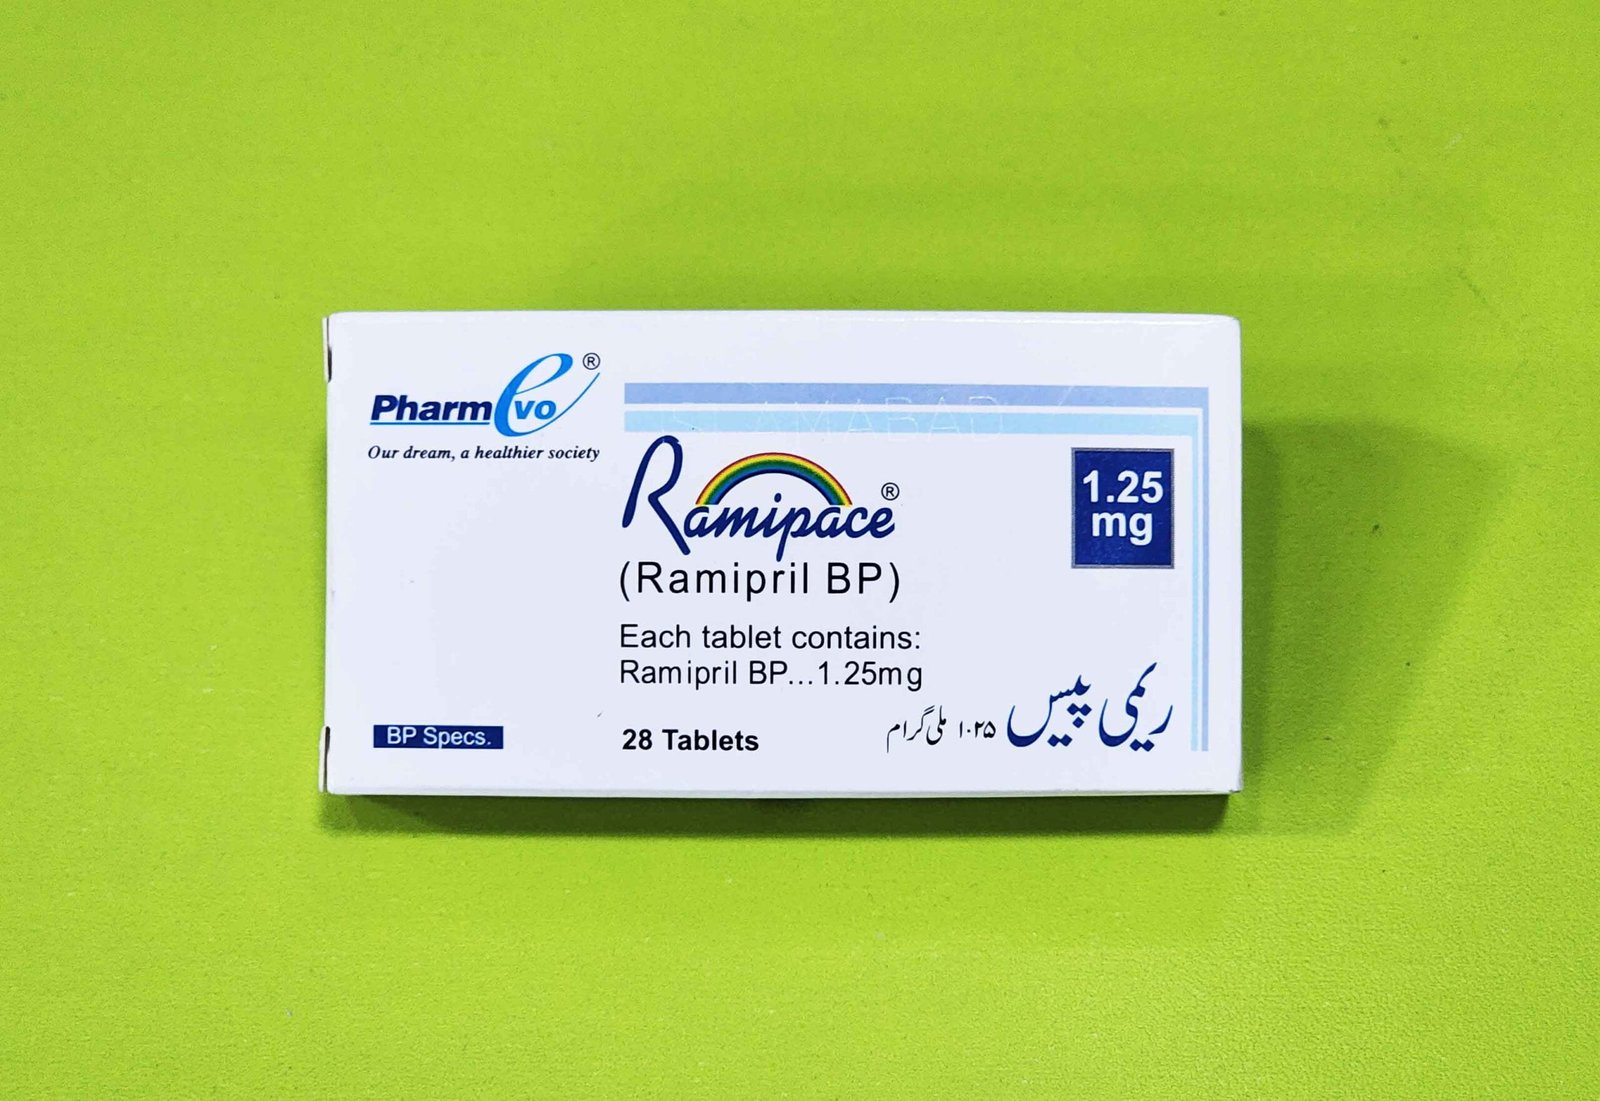 PharmEvo®
Our dream, a healthier society
Ramipace®
(Ramipril BP)
1.25
mg
Each tablet contains:
Ramipril BP...1.25mg
BP Specs.
28 Tablets
ریمی پیس ۱.۲۵ ملی گرام